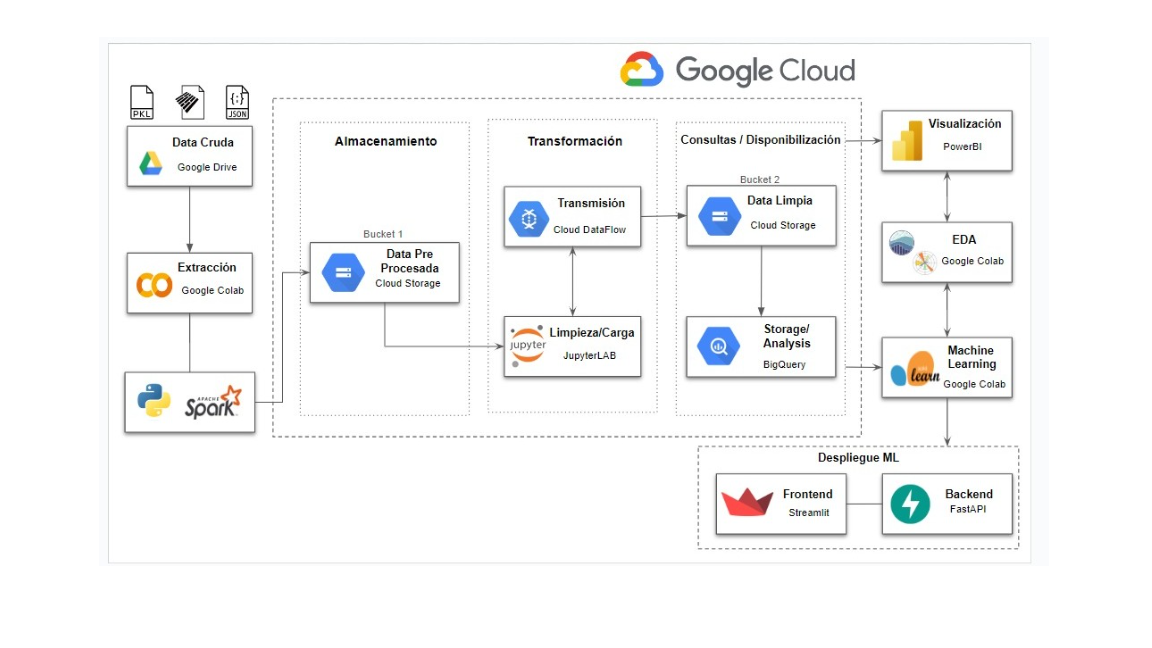 Google Cloud
PKL
{;}
JSON
Data Cruda
Google Drive
Extracción
Google Colab
APACHE
Spark
Almacenamiento
Bucket 1
Data Pre
Procesada
Cloud Storage
Transformación
Transmisión
Cloud DataFlow
Limpieza/Carga
jupyter
JupyterLAB
Consultas / Disponibilización
Bucket 2
Data Limpia
Cloud Storage
Storage/
Analysis
BigQuery
Visualización
PowerBI
EDA
Google Colab
Machine
Learning
learn
Google Colab
Despliegue ML
Frontend
Streamlit
Backend
FastAPI